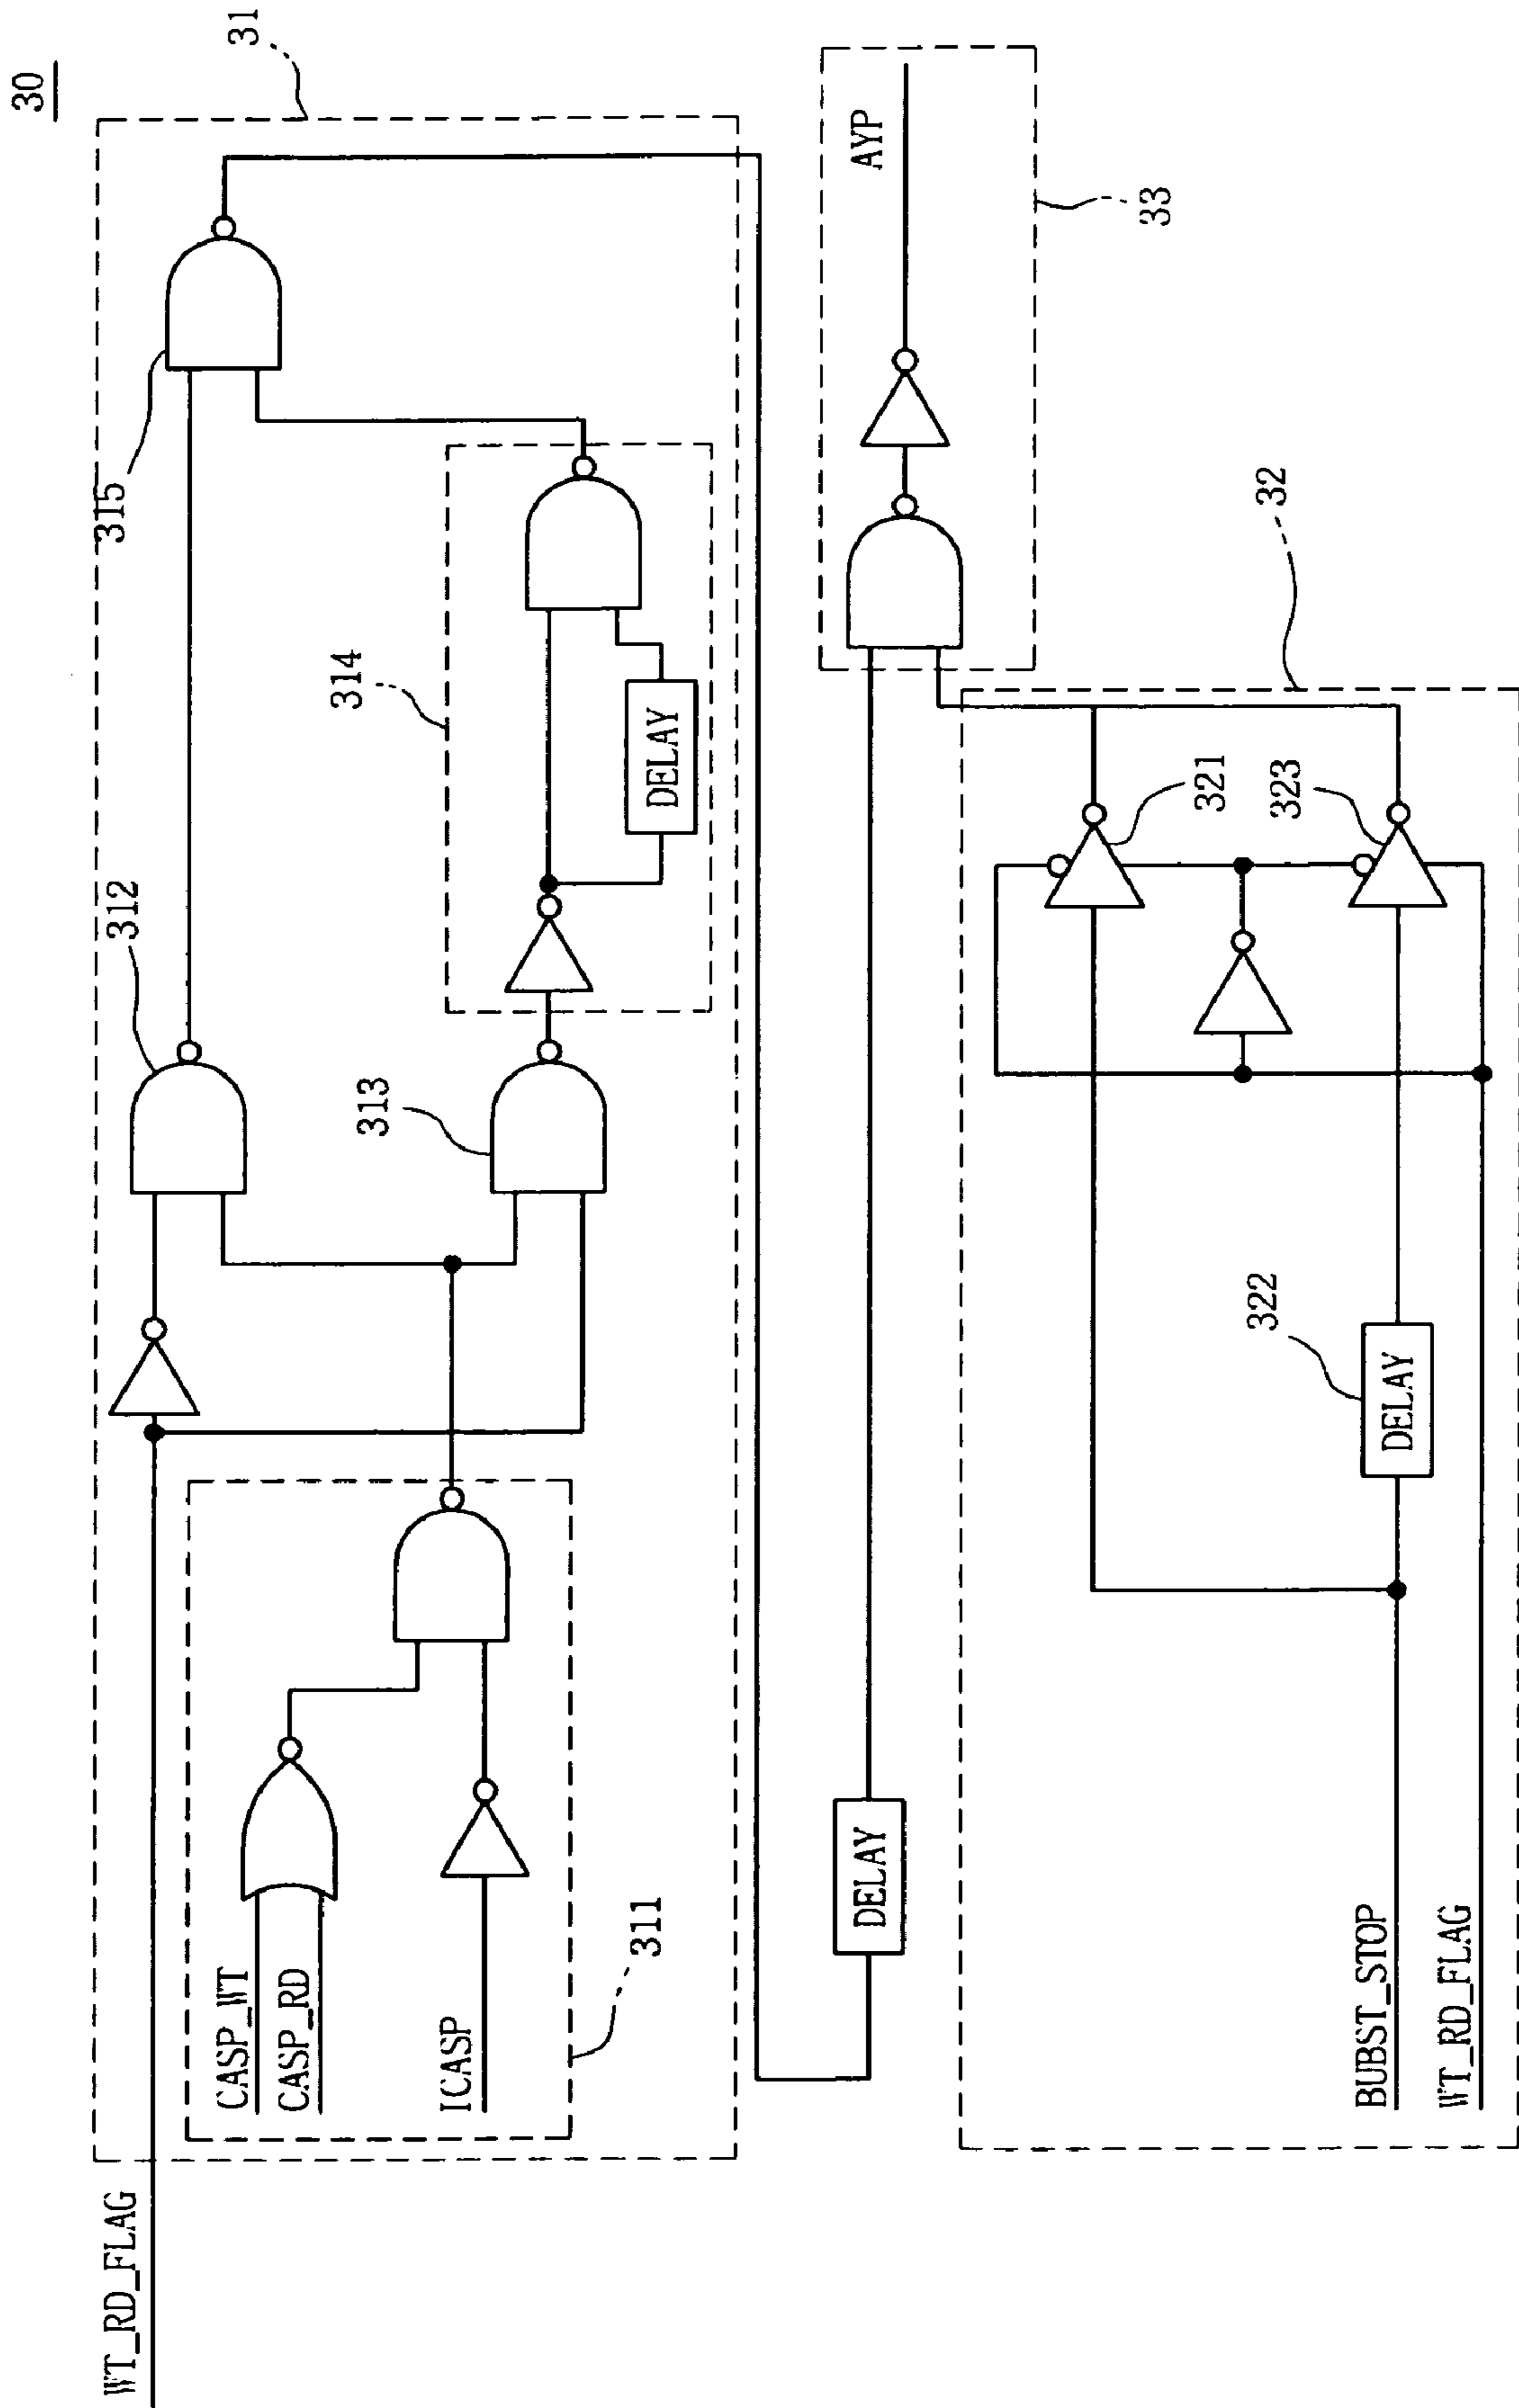 30
31
WT_RD_FLAG
311
CASP_WT
CASP_RD
ICASP
312
313
314
DELAY
315
DELAY
33
AYP
32
321
322
DELAY
323
BUBST_STOP
WT_RD_FLAG